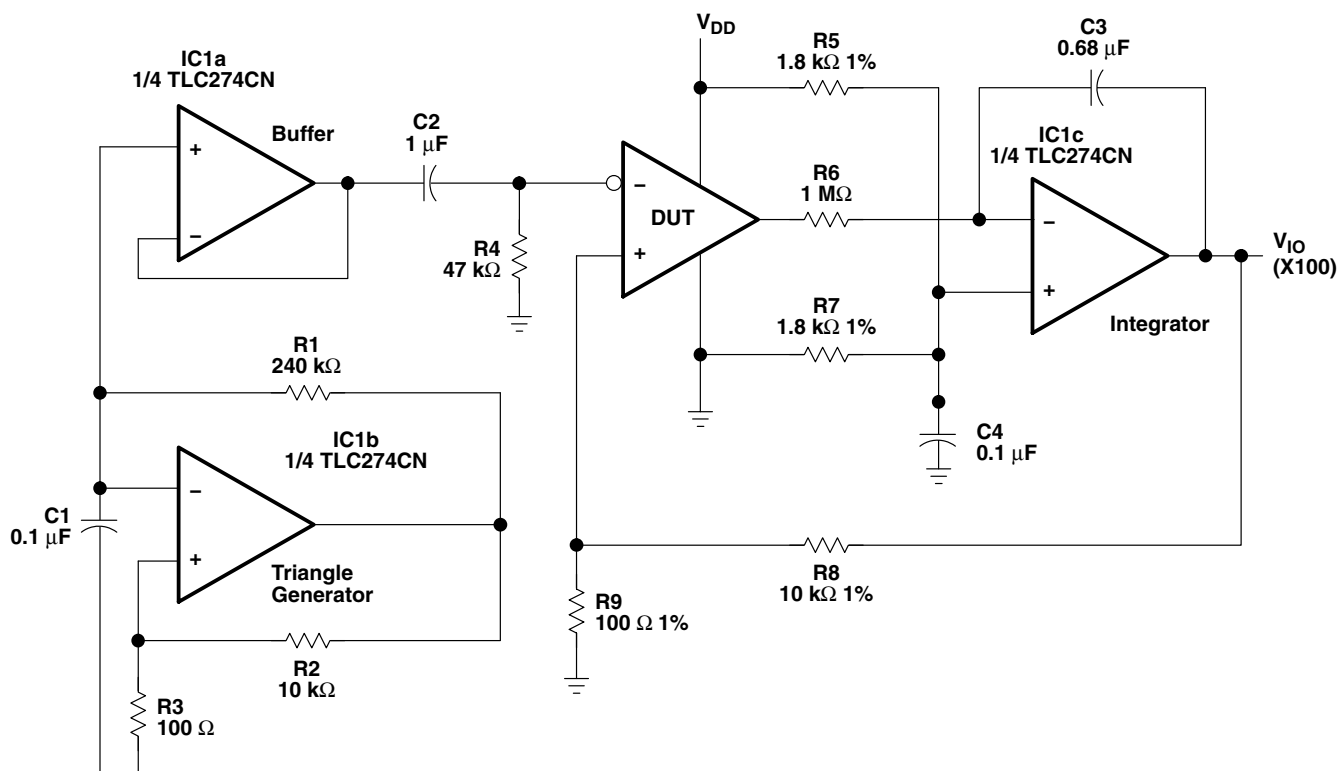 IC1a
1/4 TLC274CN
+
−
Buffer
C2
1 μF
R4
47 kΩ
VDD
R5
1.8 kΩ 1%
C3
0.68 μF
IC1c
1/4 TLC274CN
−
DUT
+
R6
1 MΩ
−
+
Integrator
VIO
(X100)
R7
1.8 kΩ 1%
R1
240 kΩ
IC1b
1/4 TLC274CN
C1
0.1 μF
−
+
Triangle
Generator
C4
0.1 μF
R8
10 kΩ 1%
R9
100 Ω 1%
R2
10 kΩ
R3
100 Ω